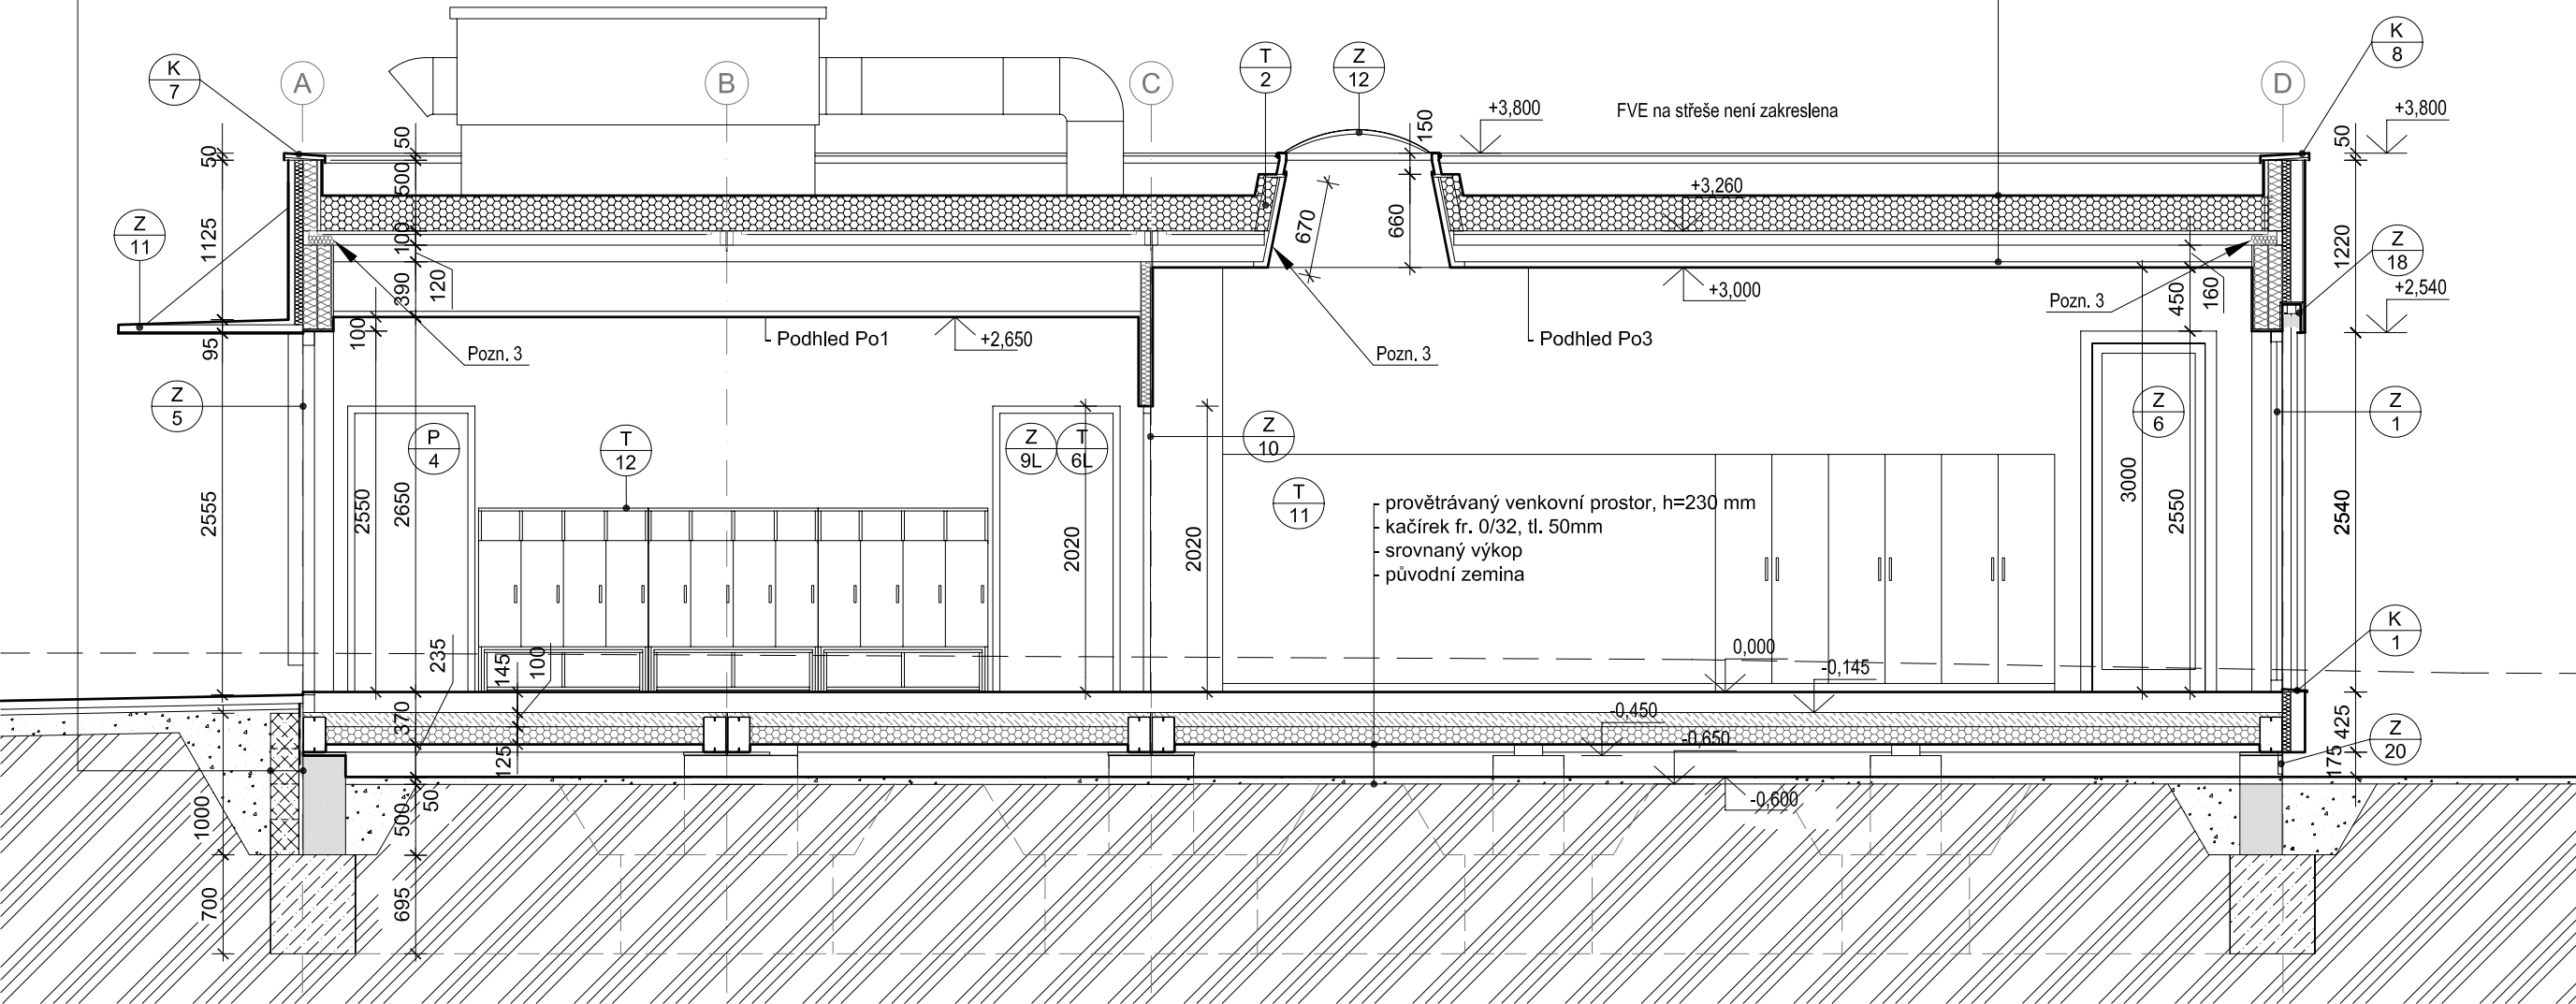 K
7
A
B
C
T
2
Z
12
D
K
8
+3,800
FVE na střeše není zakreslena
+3,800
50
50
150
50
500
+3,260
Z
11
1125
100
670
660
1220
Z
18
390
120
+3,000
450
160
+2,540
Pozn. 3
100
Podhled Po1
+2,650
Podhled Po3
95
Pozn. 3
Pozn. 3
Z
5
Z
6
Z
1
P
4
T
12
Z
9L
T
6L
Z
10
2555
2550
2650
2020
2020
T
11
- provětrávaný venkovní prostor, h=230 mm
- kačírek fr. 0/32, tl. 50mm
- srovnaný výkop
- původní zemina
3000
2550
2540
K
1
235
145
100
0,000
-0,145
370
125
-0,450
-0,650
425
Z
20
175
1000
500
50
-0,600
700
695